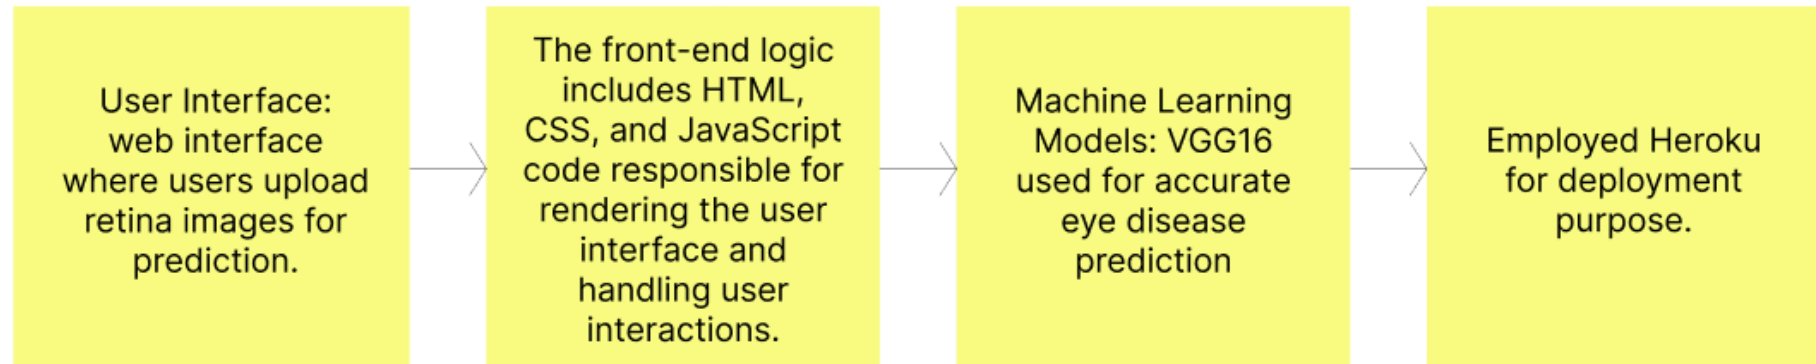 User Interface:
web interface
where users upload
retina images for
prediction.
The front-end logic
includes HTML,
CSS, and JavaScript
code responsible for
rendering the user
interface and
handling user
interactions.
Machine Learning
Models: VGG16
used for accurate
eye disease
prediction
Employed Heroku
for deployment
purpose.